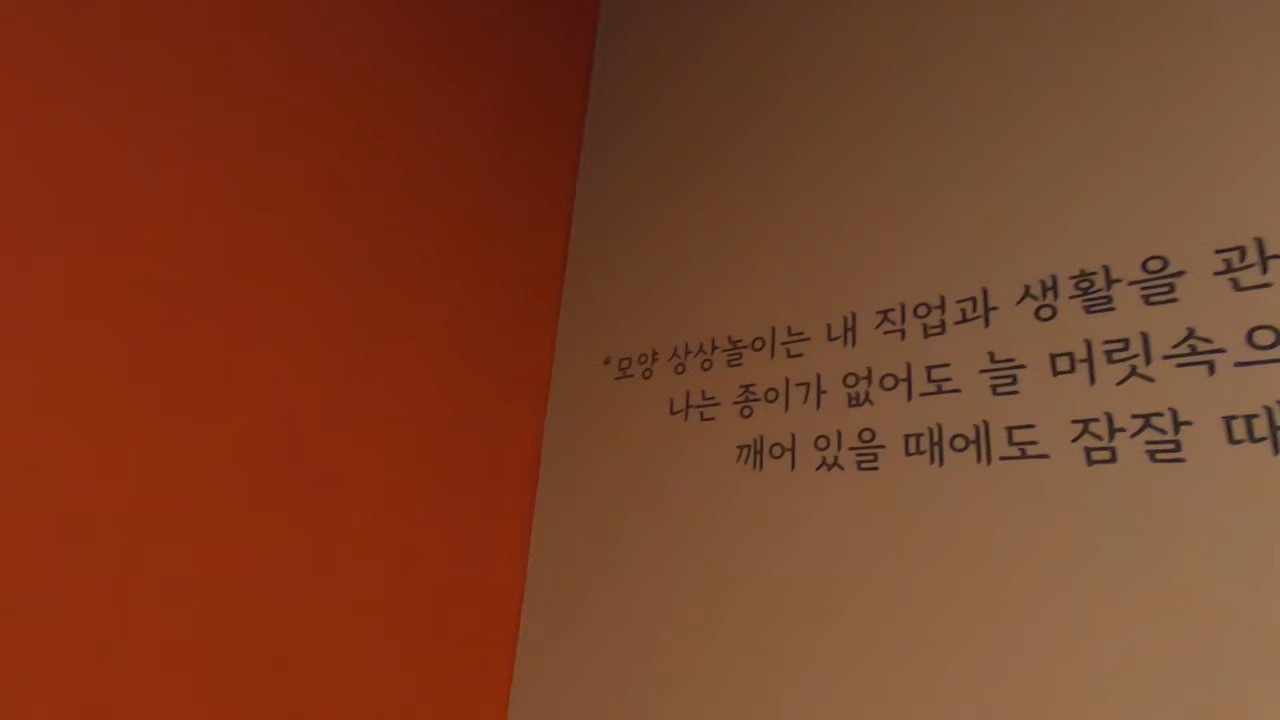 “모양 상상놀이는 내 직업과 생활을 관
나는 종이가 없어도 늘 머릿속으
깨어 있을 때에도 잠잘 때